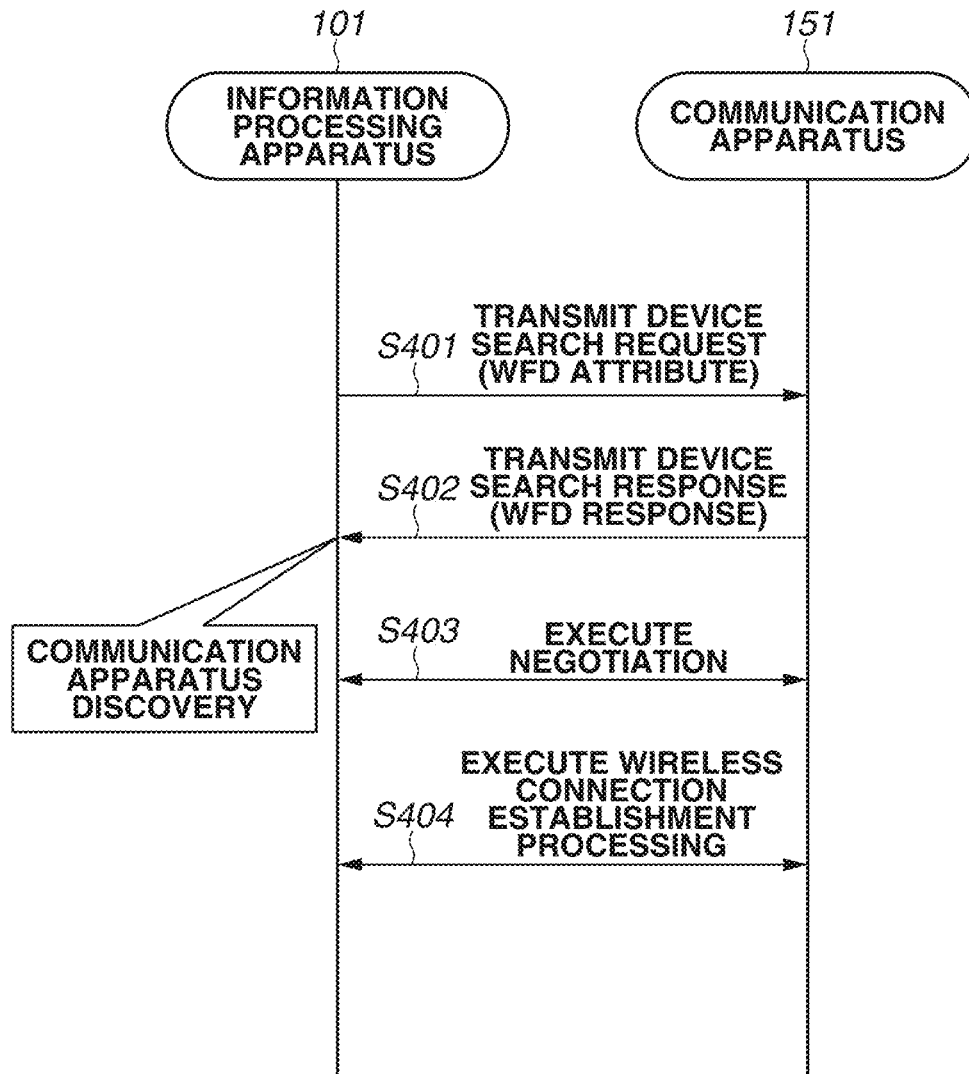 101
151
INFORMATION
PROCESSING
APPARATUS
COMMUNICATION
APPARATUS
S401
TRANSMIT DEVICE
SEARCH REQUEST
(WFD ATTRIBUTE)
S402
TRANSMIT DEVICE
SEARCH RESPONSE
(WFD RESPONSE)
COMMUNICATION
APPARATUS
DISCOVERY
S403
EXECUTE
NEGOTIATION
S404
EXECUTE WIRELESS
CONNECTION
ESTABLISHMENT
PROCESSING